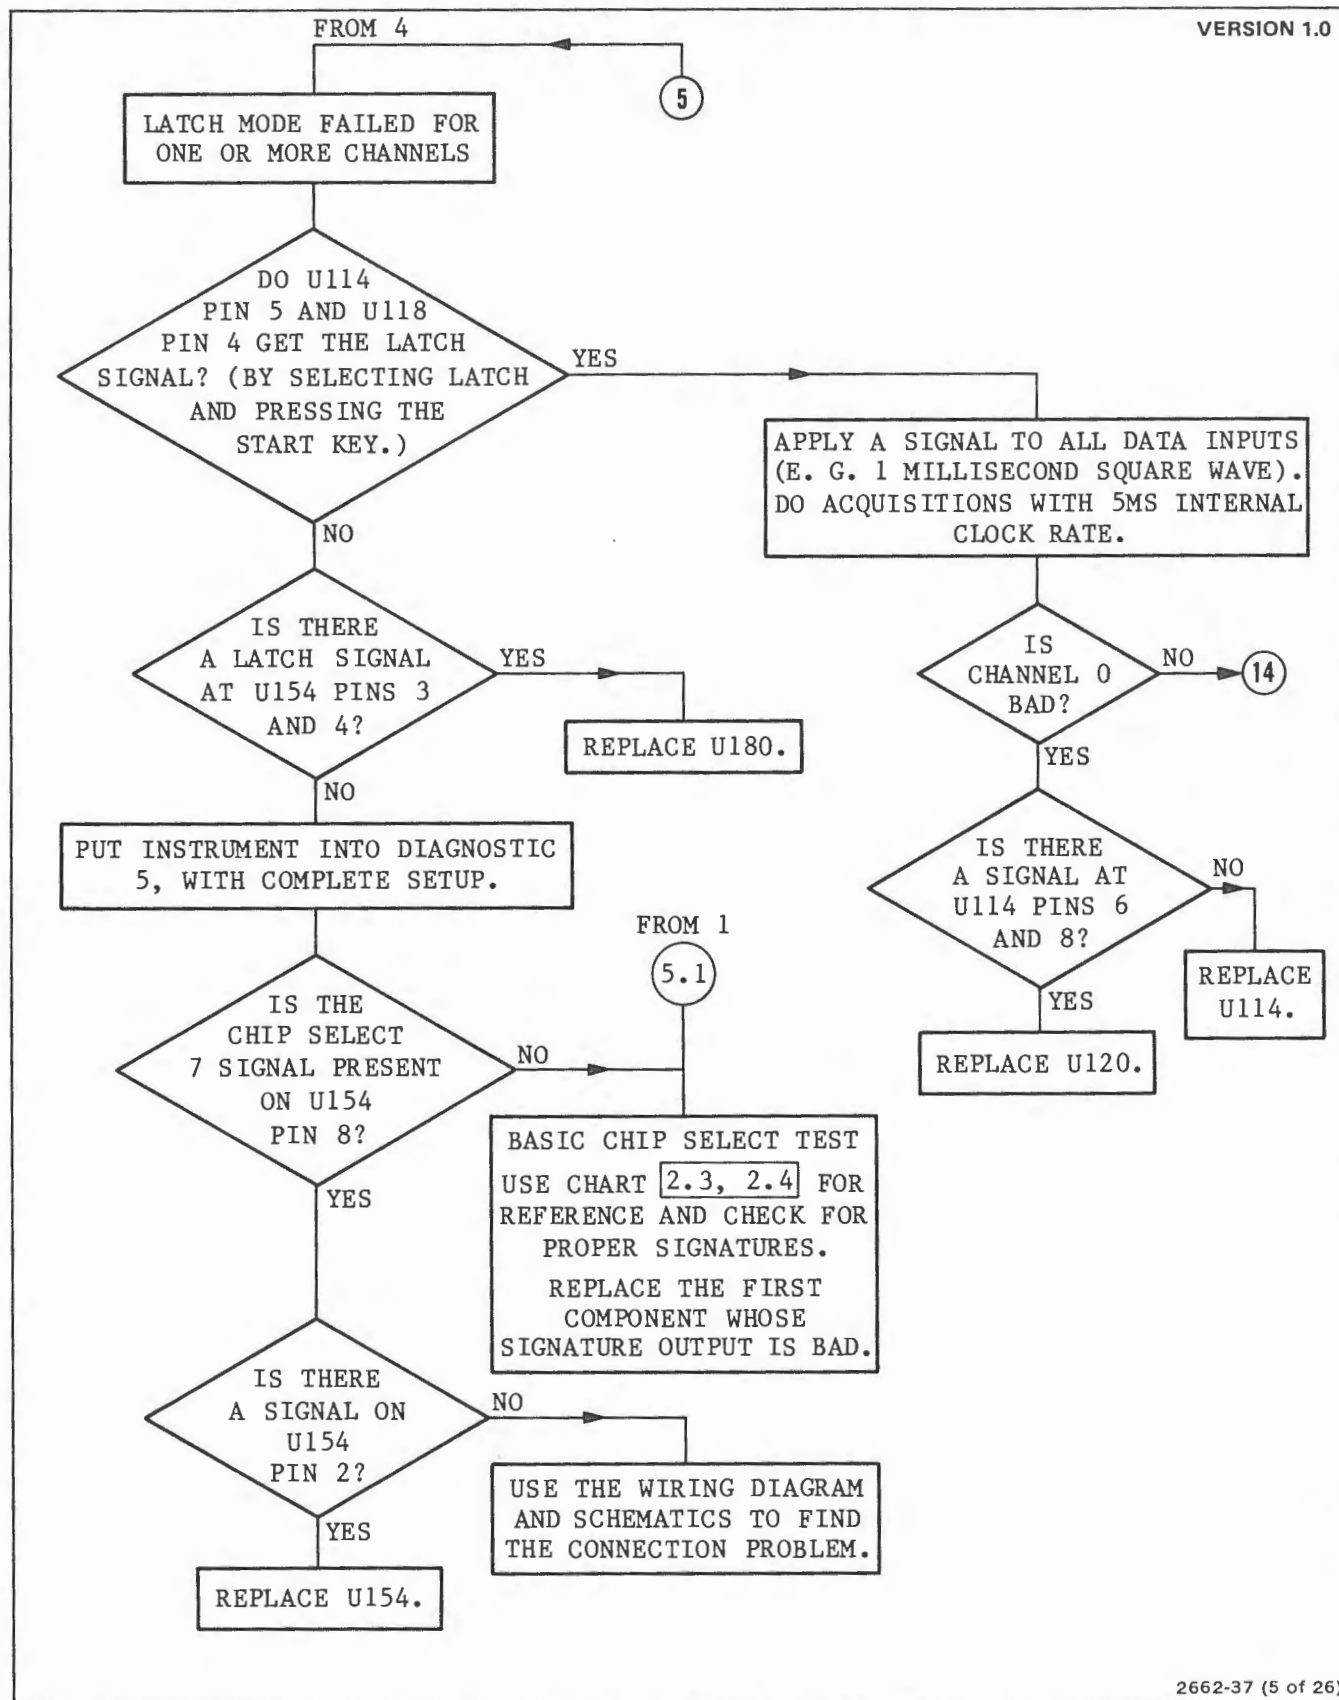 FROM 4
VERSION 1.0
5
LATCH MODE FAILED FOR
ONE OR MORE CHANNELS
DO U114
PIN 5 AND U118
PIN 4 GET THE LATCH
SIGNAL? (BY SELECTING LATCH
AND PRESSING THE
START KEY.)
YES
NO
APPLY A SIGNAL TO ALL DATA INPUTS
(E. G. 1 MILLISECOND SQUARE WAVE).
DO ACQUISITIONS WITH 5MS INTERNAL
CLOCK RATE.
IS THERE
A LATCH SIGNAL
AT U154 PINS 3
AND 4?
YES
REPLACE U180.
NO
IS
CHANNEL 0
BAD?
NO
14
YES
PUT INSTRUMENT INTO DIAGNOSTIC
5, WITH COMPLETE SETUP.
IS THERE
A SIGNAL AT
U114 PINS 6
AND 8?
NO
REPLACE
U114.
YES
REPLACE U120.
FROM 1
5.1
IS THE
CHIP SELECT
7 SIGNAL PRESENT
ON U154
PIN 8?
NO
YES
BASIC CHIP SELECT TEST
USE CHART 2.3, 2.4 FOR
REFERENCE AND CHECK FOR
PROPER SIGNATURES.
REPLACE THE FIRST
COMPONENT WHOSE
SIGNATURE OUTPUT IS BAD.
IS THERE
A SIGNAL ON
U154
PIN 2?
NO
USE THE WIRING DIAGRAM
AND SCHEMATICS TO FIND
THE CONNECTION PROBLEM.
YES
REPLACE U154.
2662-37 (5 of 26)